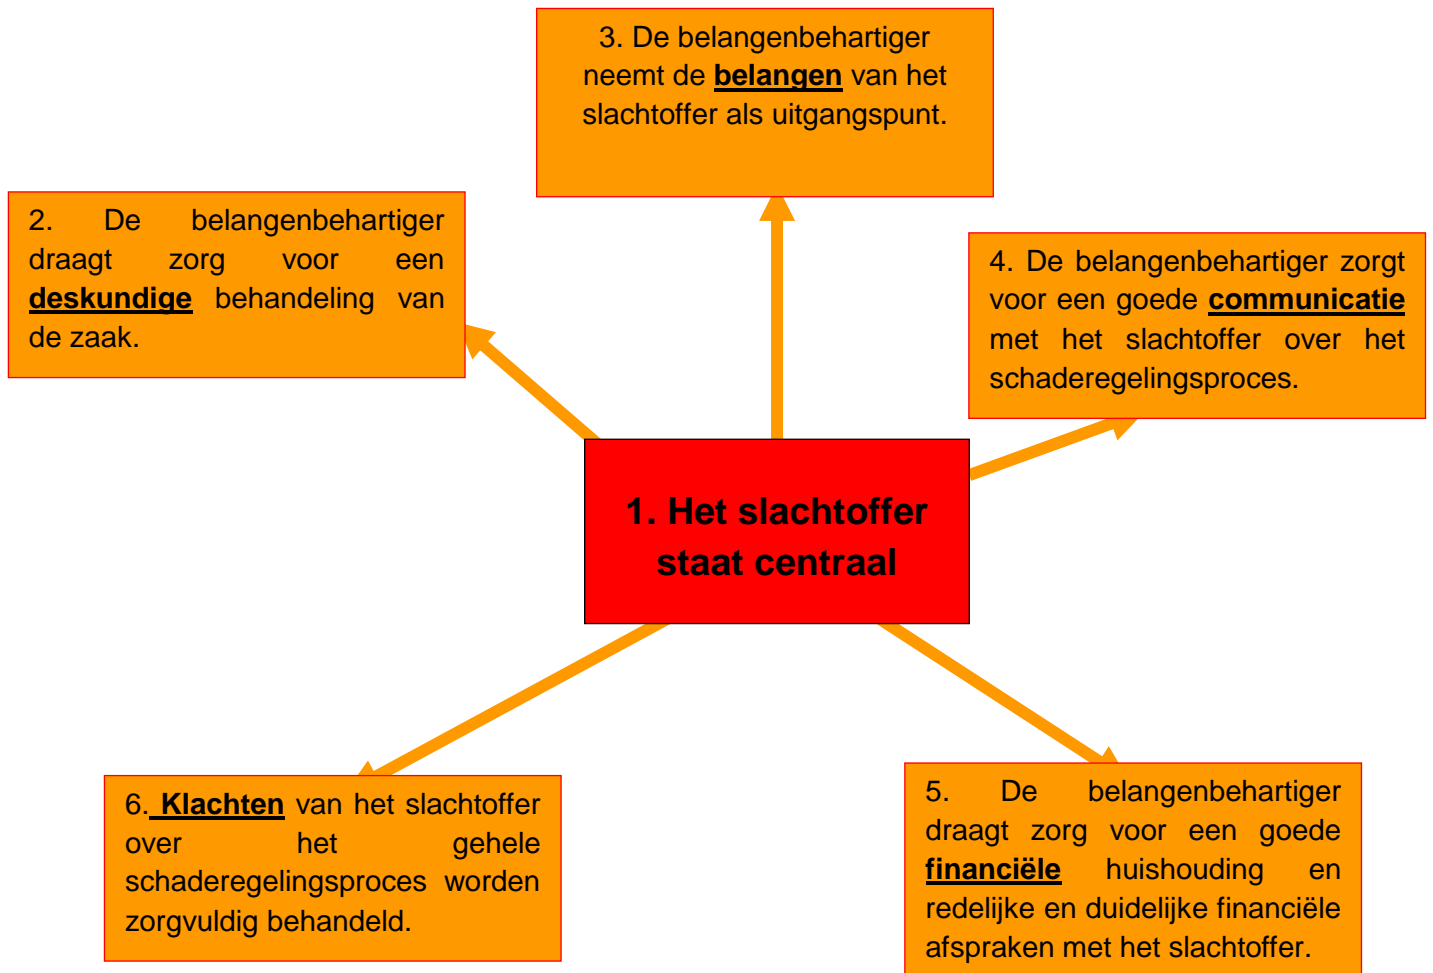 3. De belangenbehartiger
neemt de belangen van het
slachtoffer als uitgangspunt.
2. De belangenbehartiger
draagt zorg voor een
deskundige behandeling van
de zaak.
4. De belangenbehartiger zorgt
voor een goede communicatie
met het slachtoffer over het
schaderegelingsproces.
1. Het slachtoffer
staat centraal
6. Klachten van het slachtoffer
over het gehele
schaderegelingsproces worden
zorgvuldig behandeld.
5. De belangenbehartiger
draagt zorg voor een goede
financiële huishouding en
redelijke en duidelijke financiële
afspraken met het slachtoffer.